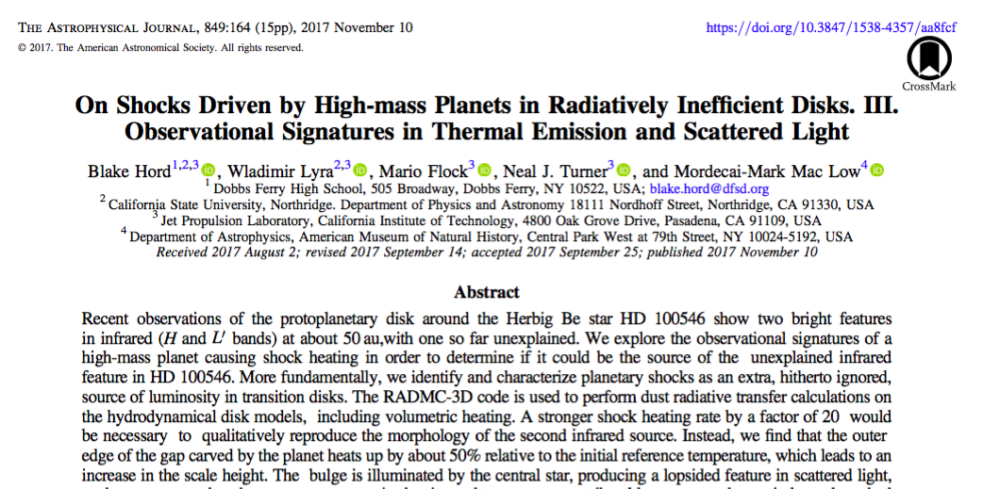 THE ASTROPHYSICAL JOURNAL, 849:164 (15pp), 2017 November 10
https://doi.org/10.3847/1538-4357/aa8fcf
© 2017. The American Astronomical Society. All rights reserved.
CrossMark
On Shocks Driven by High-mass Planets in Radiatively Inefficient Disks. III.
Observational Signatures in Thermal Emission and Scattered Light
Blake Hord1,2,3 iD, Wladimir Lyra2,3 iD, Mario Flock3 iD, Neal J. Turner3 iD, and Mordecai-Mark Mac Low4 iD
1 Dobbs Ferry High School, 505 Broadway, Dobbs Ferry, NY 10522, USA; blake.hord@dfsd.org
2 California State University, Northridge. Department of Physics and Astronomy 18111 Nordhoff Street, Northridge, CA 91330, USA
3 Jet Propulsion Laboratory, California Institute of Technology, 4800 Oak Grove Drive, Pasadena, CA 91109, USA
4 Department of Astrophysics, American Museum of Natural History, Central Park West at 79th Street, NY 10024-5192, USA
Received 2017 August 2; revised 2017 September 14; accepted 2017 September 25; published 2017 November 10
Abstract
Recent observations of the protoplanetary disk around the Herbig Be star HD 100546 show two bright features
in infrared (H and L′ bands) at about 50 au,with one so far unexplained. We explore the observational signatures of a
high-mass planet causing shock heating in order to determine if it could be the source of the unexplained infrared
feature in HD 100546. More fundamentally, we identify and characterize planetary shocks as an extra, hitherto ignored,
source of luminosity in transition disks. The RADMC-3D code is used to perform dust radiative transfer calculations on
the hydrodynamical disk models, including volumetric heating. A stronger shock heating rate by a factor of 20 would
be necessary to qualitatively reproduce the morphology of the second infrared source. Instead, we find that the outer
edge of the gap carved by the planet heats up by about 50% relative to the initial reference temperature, which leads to an
increase in the scale height. The bulge is illuminated by the central star, producing a lopsided feature in scattered light,